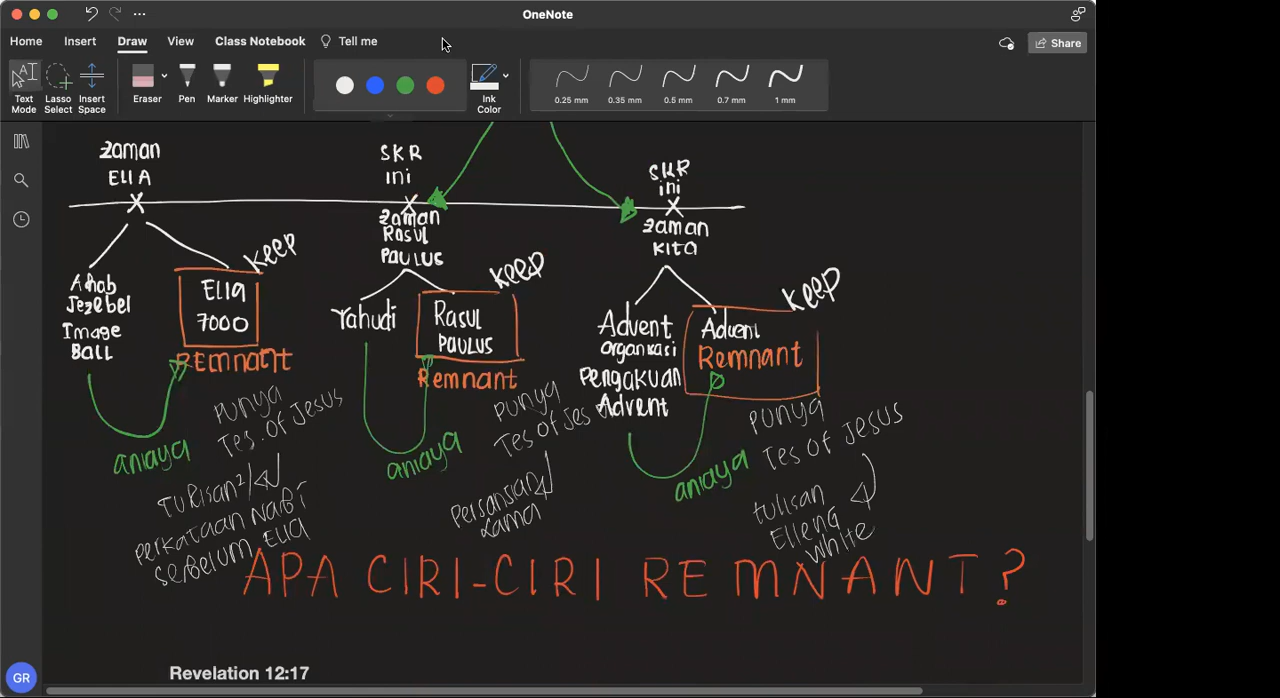 OneNote
Home Insert Draw View Class Notebook Tell me
Share
Text Mode
Lasso Select
Insert Space
Eraser
Pen
Marker
Highlighter
Ink Color
0.25 mm
0.35 mm
0.5 mm
0.7 mm
1 mm
Zaman
ELIA
SKR
ini
SKR
ini
Zaman
Rasul
PAULUS
Zaman
KITA
Ahab
Jezebel
Image
BALL
KEEP
ELIA
7000
REMNANT
aniaya
PUNYA
Tes. of Jesus
TULISAN²/
PERKATAAN NABI
SEBELUM ELIA
Yahudi
KEEP
Rasul
PAULUS
Remnant
aniaya
PUNYA
Tes of Jes
Persansian
Lama
Advent
organisasi
Pengakuan
Advent
KEEP
Advent
Remnant
aniaya
PUNYA
Tes OF Jesus
tulisan
Elleng
White
APA CIRI-CIRI REMNANT?
Revelation 12:17
GR